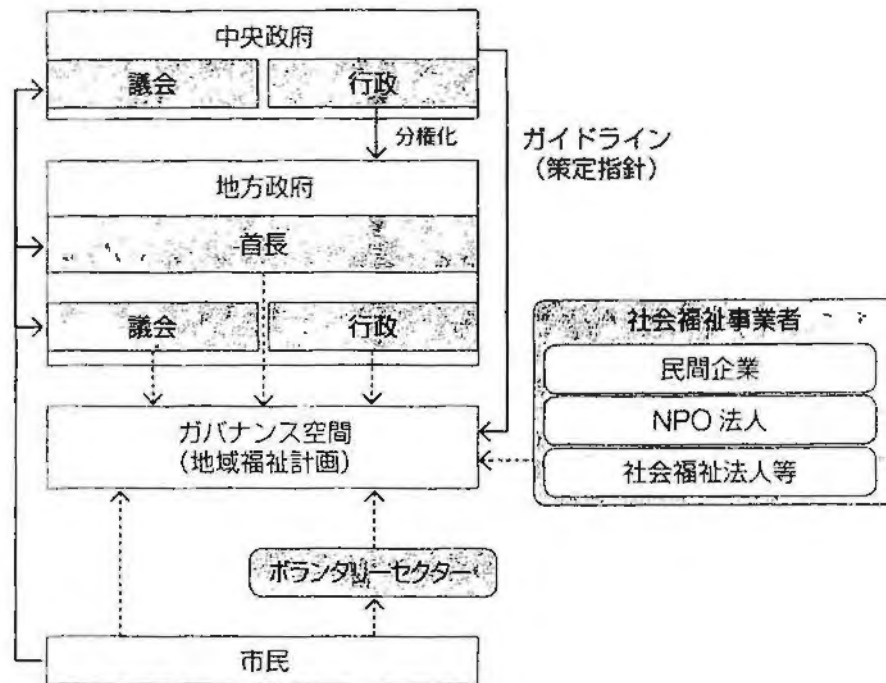 中央政府
議会
行政
分権化
ガイドライン
(策定指針)
地方政府
首長
議会
行政
社会福祉事業者
民間企業
NPO法人
社会福祉法人等
ガバナンス空間
(地域福祉計画)
ボランタリーセクター
市民